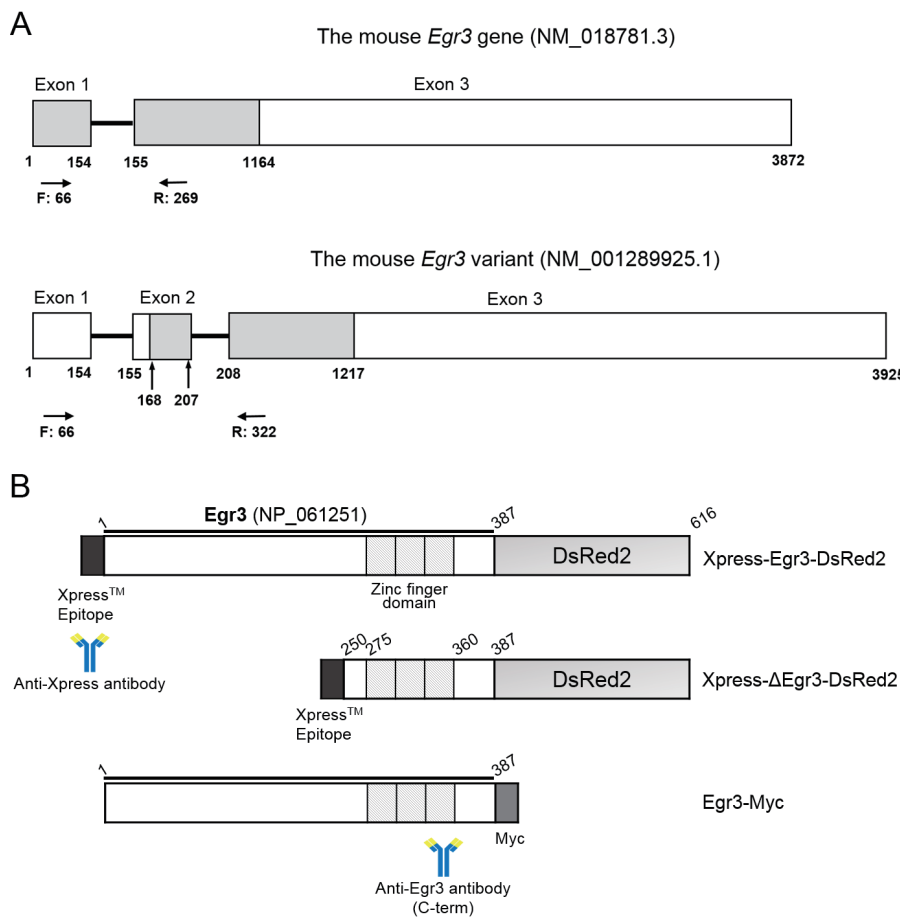 A
The mouse Egr3 gene (NM_018781.3)
Exon 1
Exon 3
1
154
155
1164
3872
F: 66
R: 269
The mouse Egr3 variant (NM_001289925.1)
Exon 1
Exon 2
Exon 3
1
154
155
168
207
208
1217
3925
F: 66
R: 322
B
1
Egr3 (NP_061251)
387
616
DsRed2
Xpress-Egr3-DsRed2
Xpress™
Epitope
Zinc finger
domain
Anti-Xpress antibody
250
275
360
387
DsRed2
Xpress-ΔEgr3-DsRed2
Xpress™
Epitope
1
387
Egr3-Myc
Myc
Anti-Egr3 antibody
(C-term)